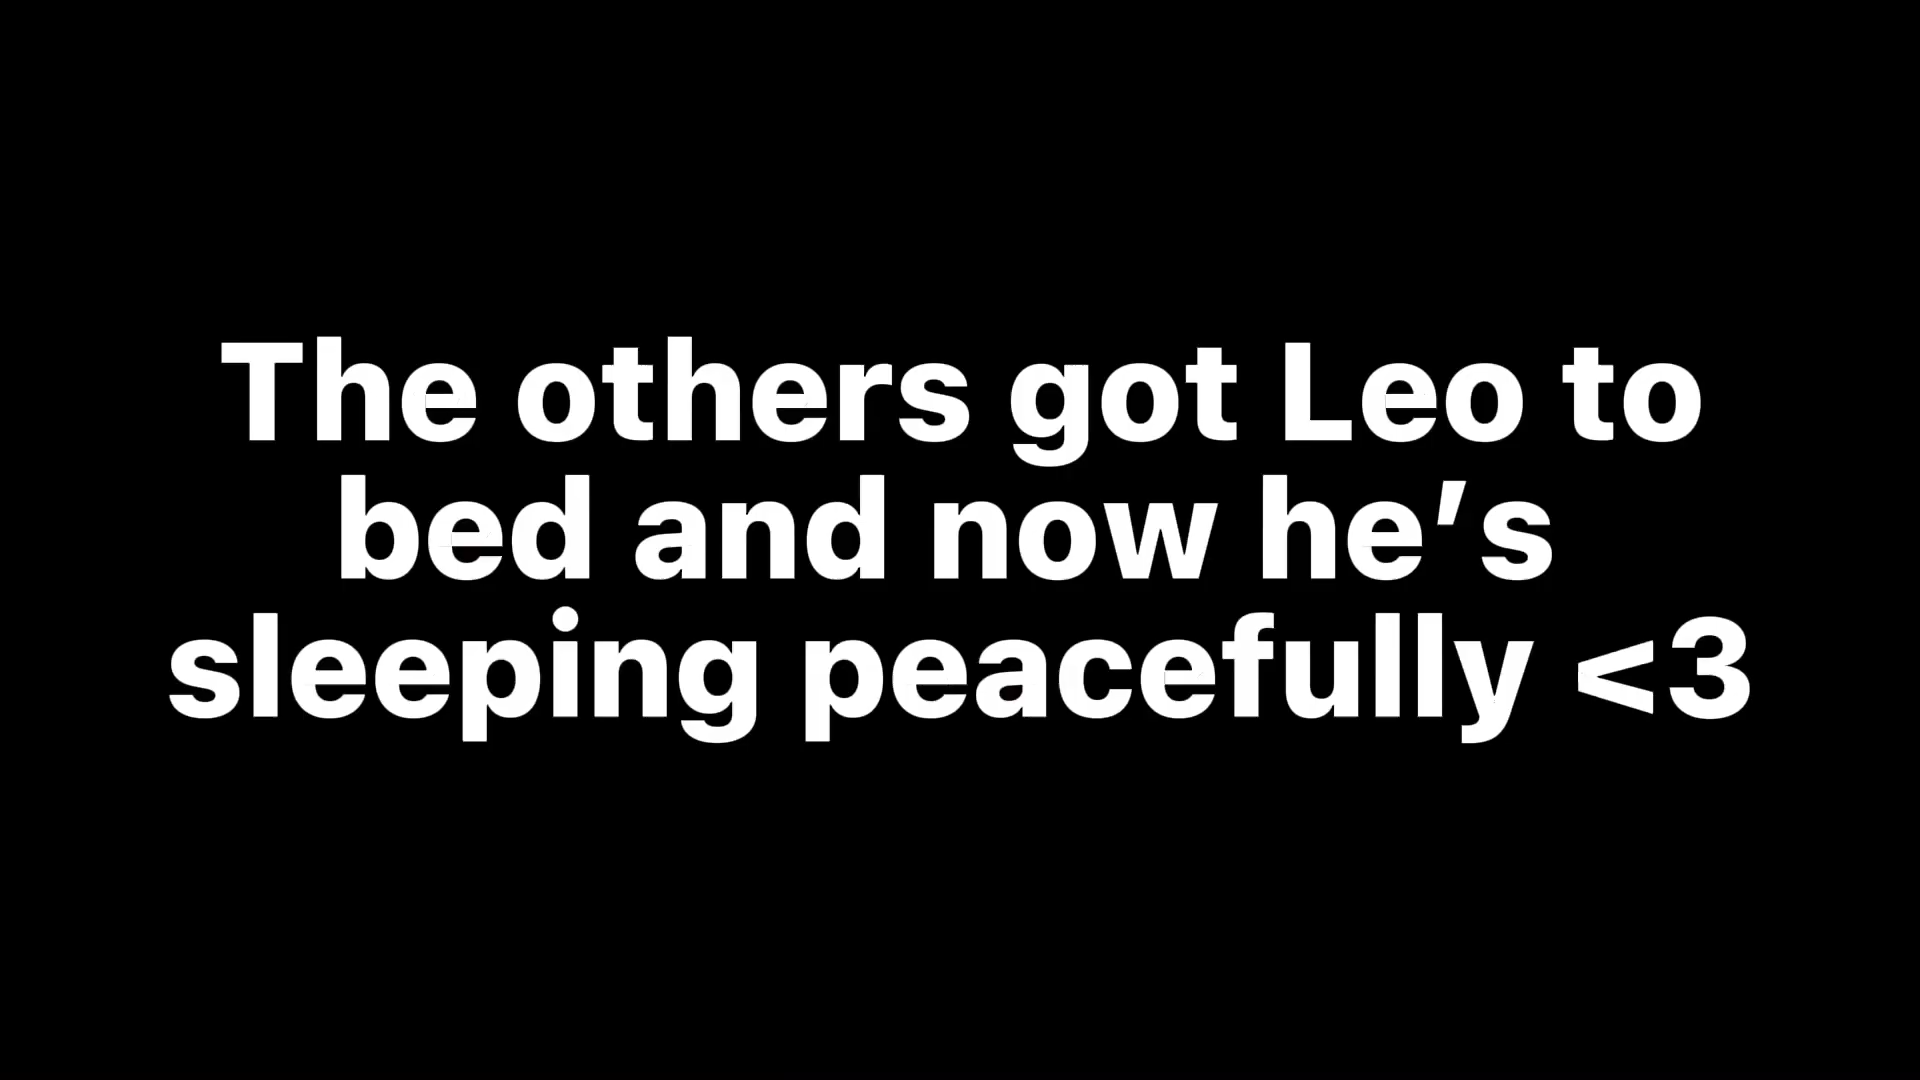 The others got Leo to
bed and now he’s
sleeping peacefully <3